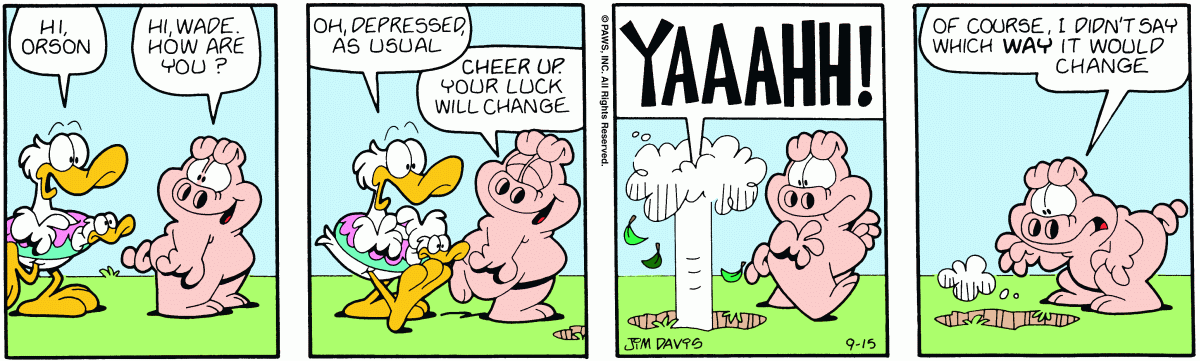 HI,
ORSON
HI, WADE.
HOW ARE
YOU?
OH, DEPRESSED,
AS USUAL
CHEER UP.
YOUR LUCK
WILL CHANGE
© PAWS, INC. All Rights Reserved.
YAAAHH!
JIM DAVIS
9-15
OF COURSE, I DIDN'T SAY
WHICH WAY IT WOULD
CHANGE